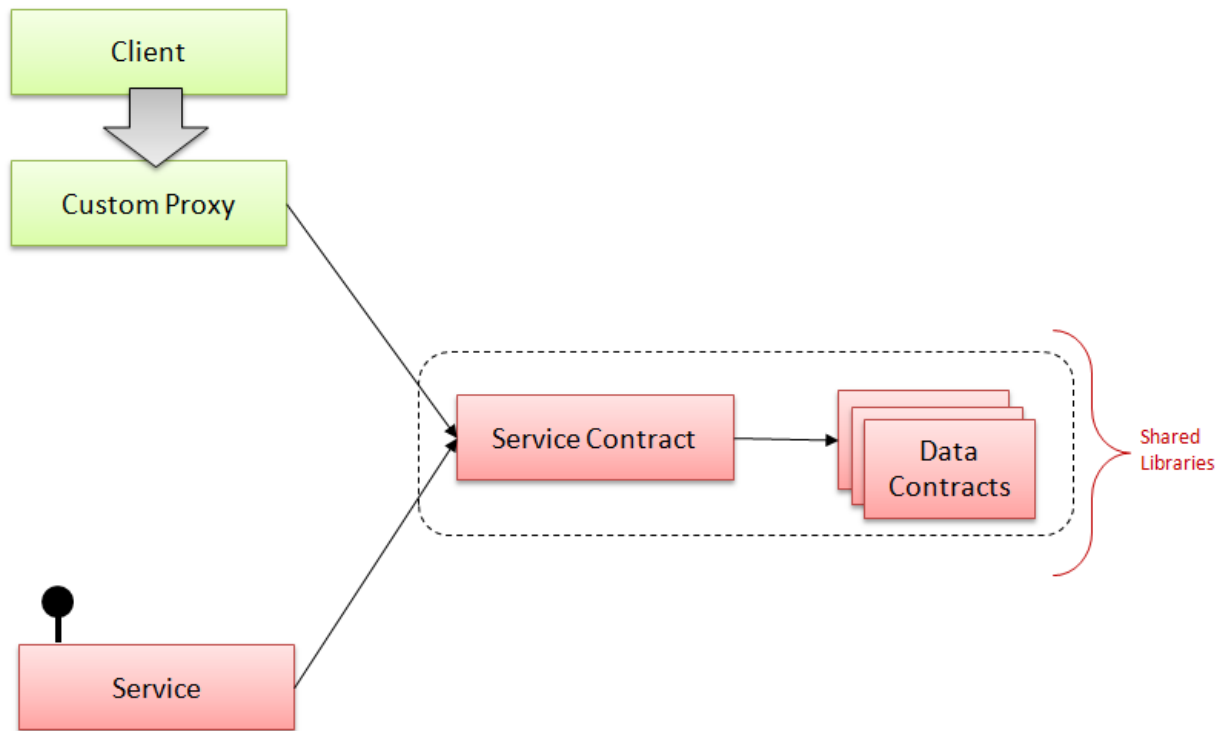 Client
Custom Proxy
Service Contract
Data
Contracts
Shared
Libraries
Service